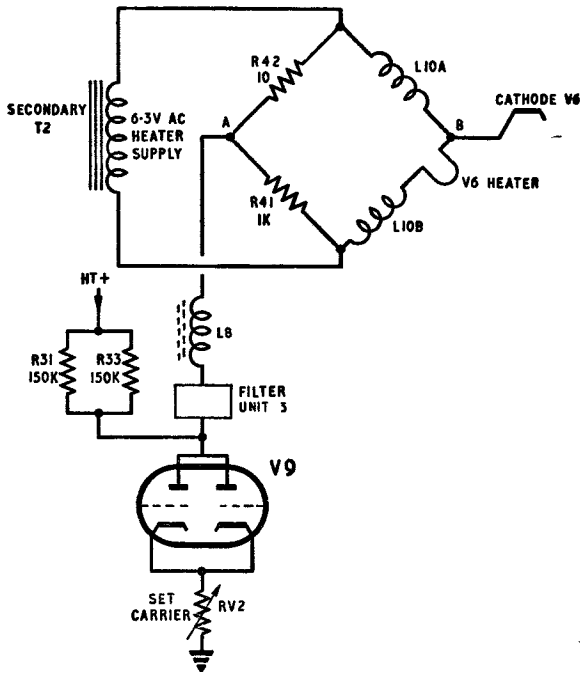 R42
10
L10A
SECONDARY
T2
6·3V AC
HEATER
SUPPLY
A
B
CATHODE V6
R41
1K
V6 HEATER
L10B
HT+
L8
R31
150K
R33
150K
FILTER
UNIT 3
V9
SET
CARRIER
RV2